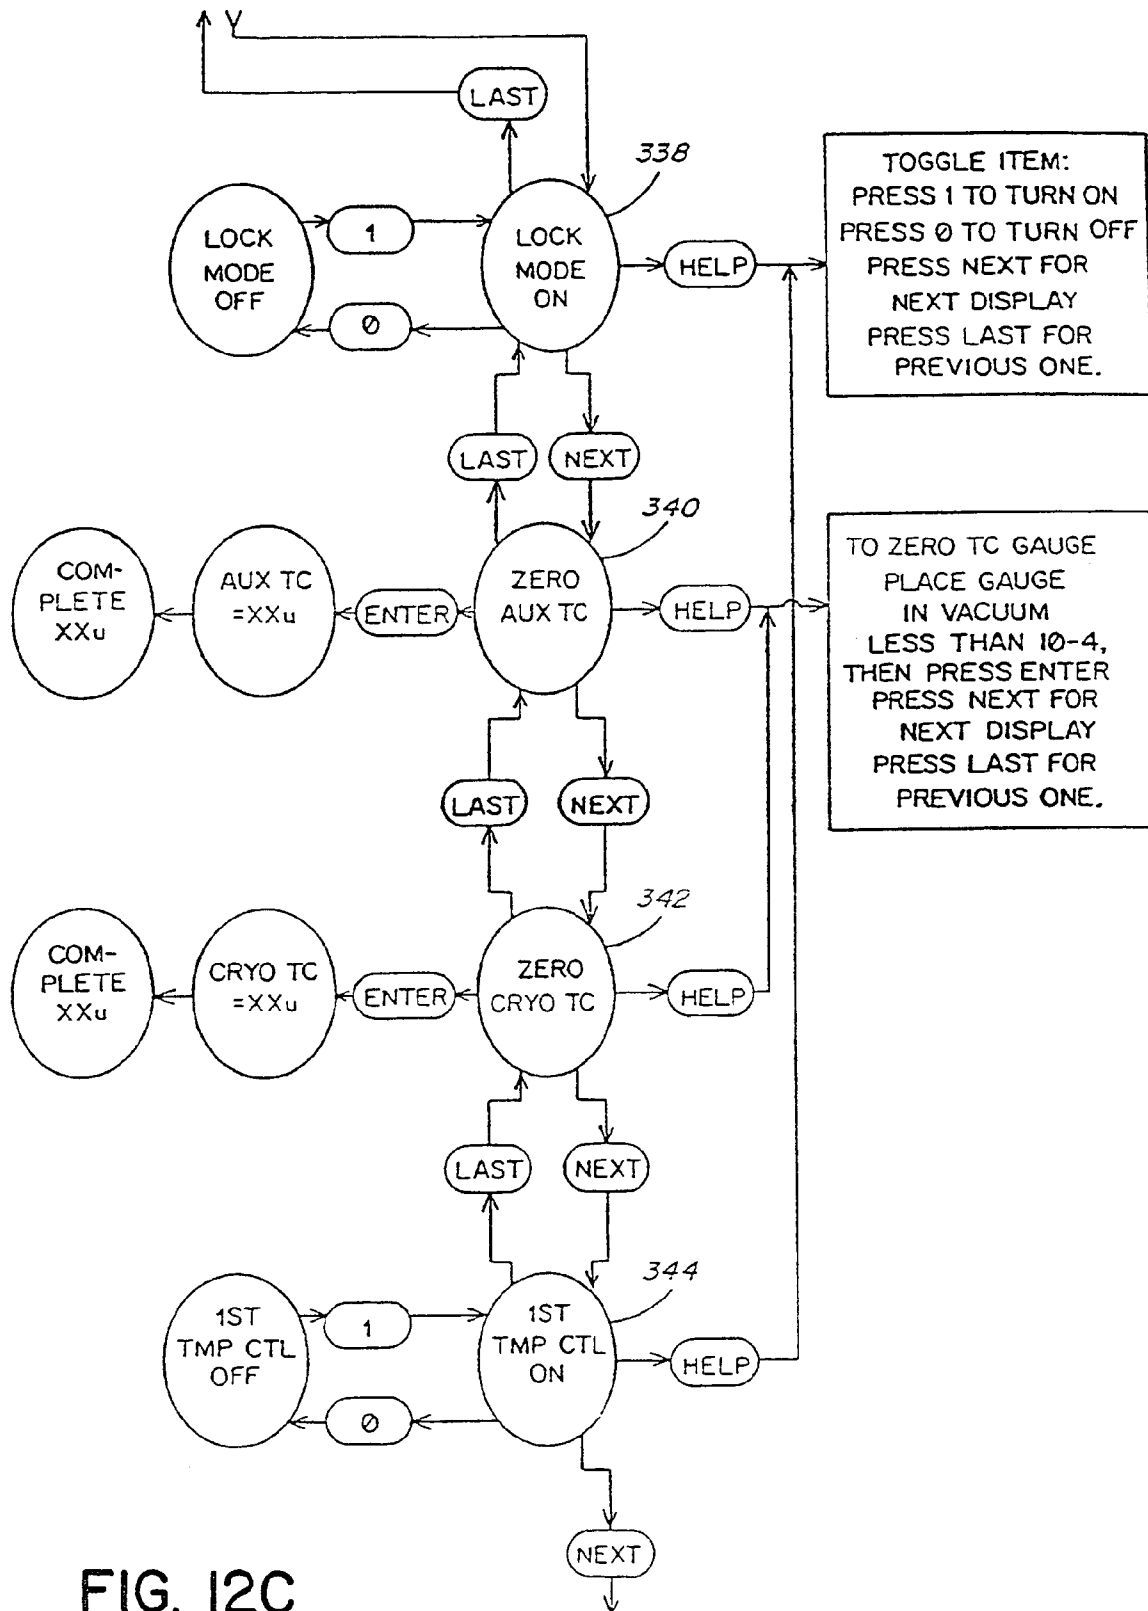 LAST
338
LOCK
MODE
OFF
1
0
LOCK
MODE
ON
HELP
TOGGLE ITEM:
PRESS 1 TO TURN ON
PRESS 0 TO TURN OFF
PRESS NEXT FOR
NEXT DISPLAY
PRESS LAST FOR
PREVIOUS ONE.
LAST
NEXT
340
COM-
PLETE
XXu
AUX TC
=XXu
ENTER
ZERO
AUX TC
HELP
TO ZERO TC GAUGE
PLACE GAUGE
IN VACUUM
LESS THAN 10-4,
THEN PRESS ENTER
PRESS NEXT FOR
NEXT DISPLAY
PRESS LAST FOR
PREVIOUS ONE.
LAST
NEXT
342
COM-
PLETE
XXu
CRYO TC
=XXu
ENTER
ZERO
CRYO TC
HELP
LAST
NEXT
344
1ST
TMP CTL
OFF
1
0
1ST
TMP CTL
ON
HELP
NEXT
FIG. 12C